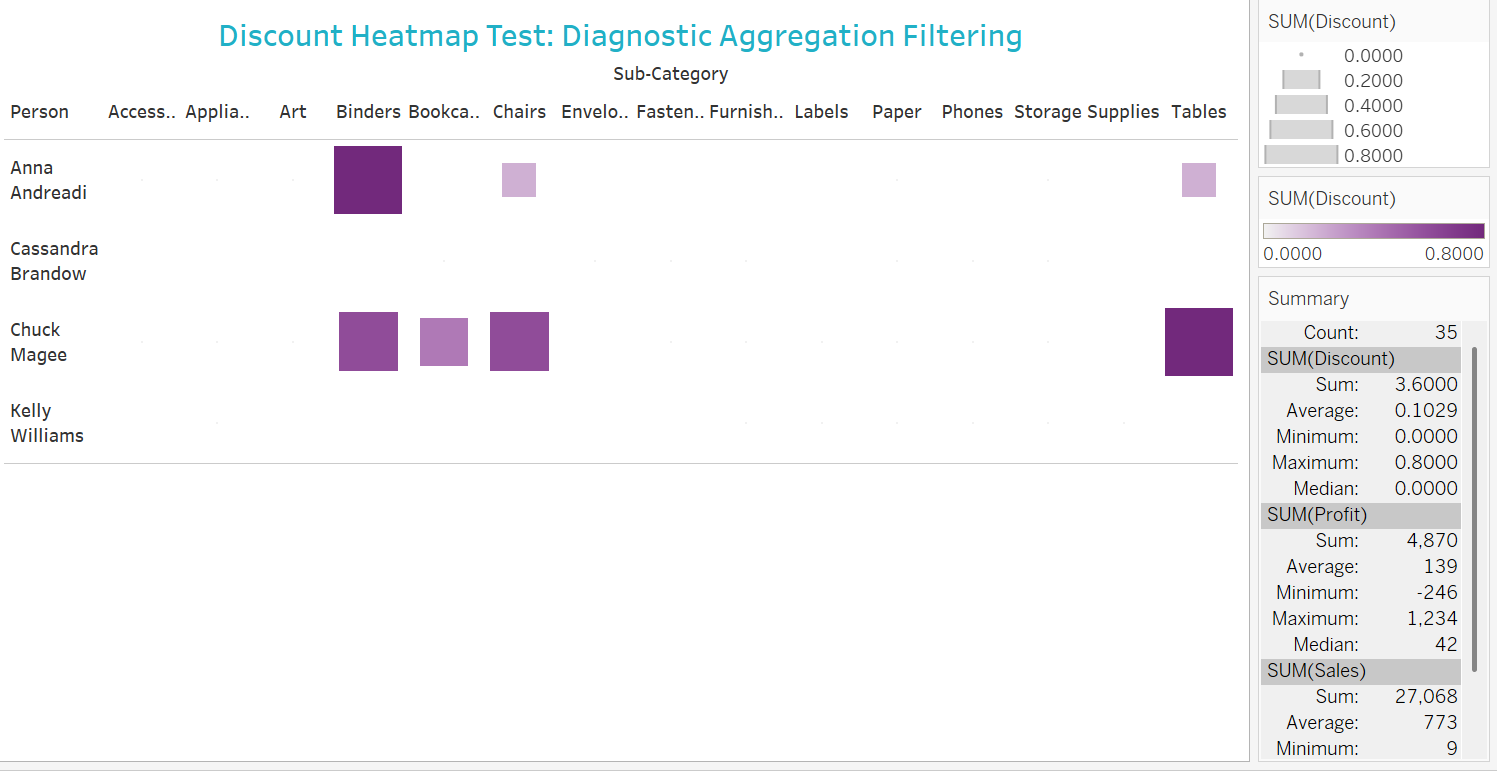 Discount Heatmap Test: Diagnostic Aggregation Filtering
Sub-Category
Person Access.. Applia.. Art Binders Bookca.. Chairs Envelo.. Fasten.. Furnish.. Labels Paper Phones Storage Supplies Tables
Anna
Andreadi
Cassandra
Brandow
Chuck
Magee
Kelly
Williams
SUM(Discount)
0.0000
0.2000
0.4000
0.6000
0.8000
SUM(Discount)
0.0000 0.8000
Summary
Count: 35
SUM(Discount)
Sum: 3.6000
Average: 0.1029
Minimum: 0.0000
Maximum: 0.8000
Median: 0.0000
SUM(Profit)
Sum: 4,870
Average: 139
Minimum: -246
Maximum: 1,234
Median: 42
SUM(Sales)
Sum: 27,068
Average: 773
Minimum: 9